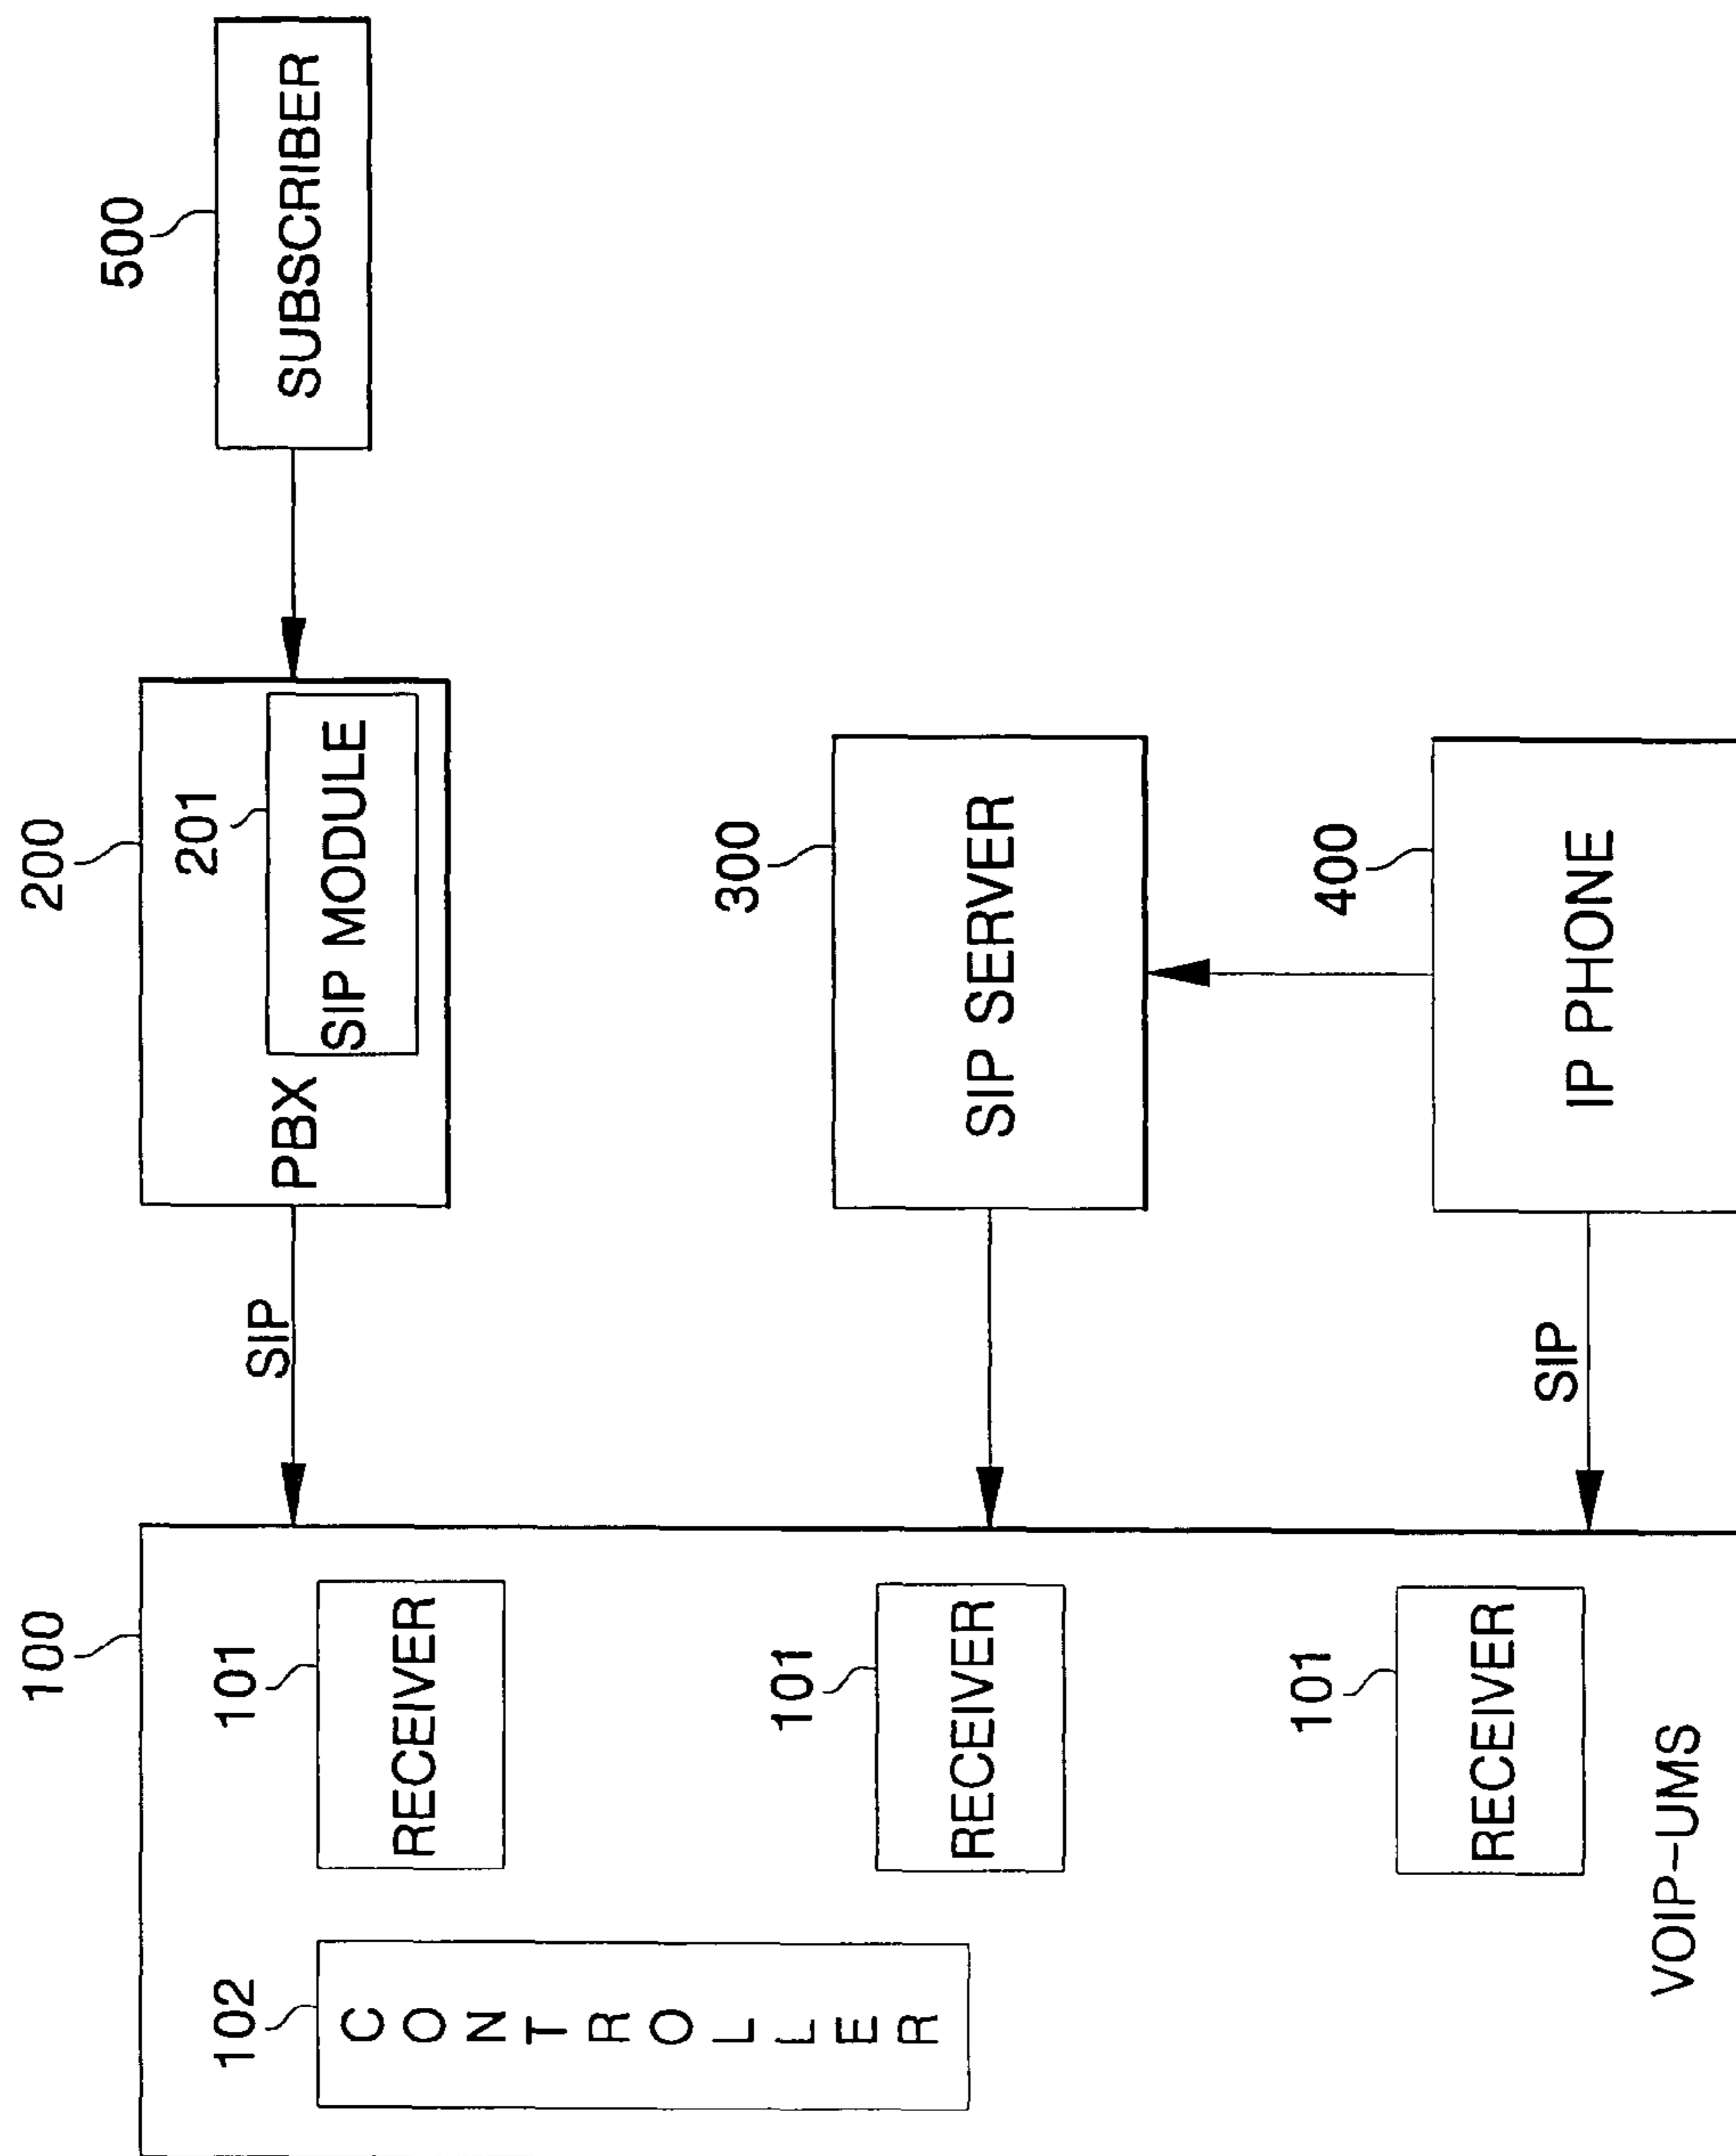 100
102
CONTROLLER
101
RECEIVER
101
RECEIVER
101
RECEIVER
VOIP-UMS
SIP
SIP
200
201
PBX
SIP MODULE
300
SIP SERVER
400
IP PHONE
500
SUBSCRIBER